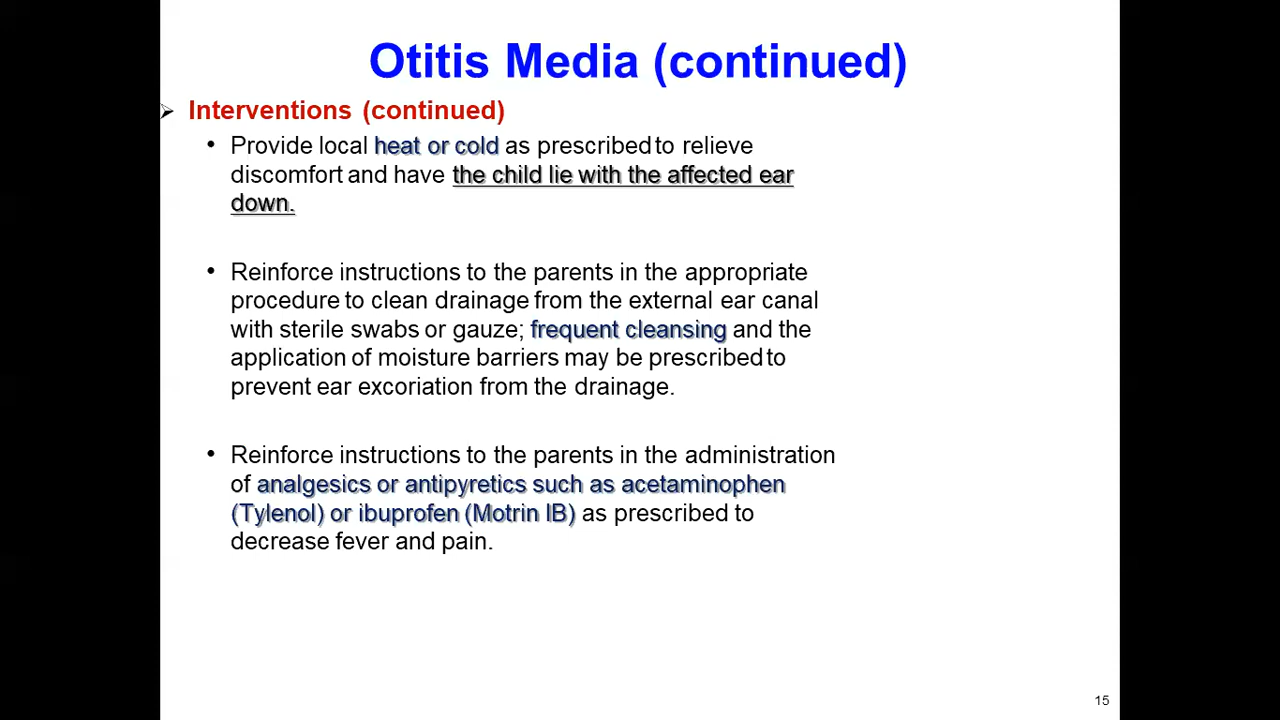 Otitis Media (continued)
Interventions (continued)
• Provide local heat or cold as prescribed to relieve
discomfort and have the child lie with the affected ear
down.
• Reinforce instructions to the parents in the appropriate
procedure to clean drainage from the external ear canal
with sterile swabs or gauze; frequent cleansing and the
application of moisture barriers may be prescribed to
prevent ear excoriation from the drainage.
• Reinforce instructions to the parents in the administration
of analgesics or antipyretics such as acetaminophen
(Tylenol) or ibuprofen (Motrin IB) as prescribed to
decrease fever and pain.
15